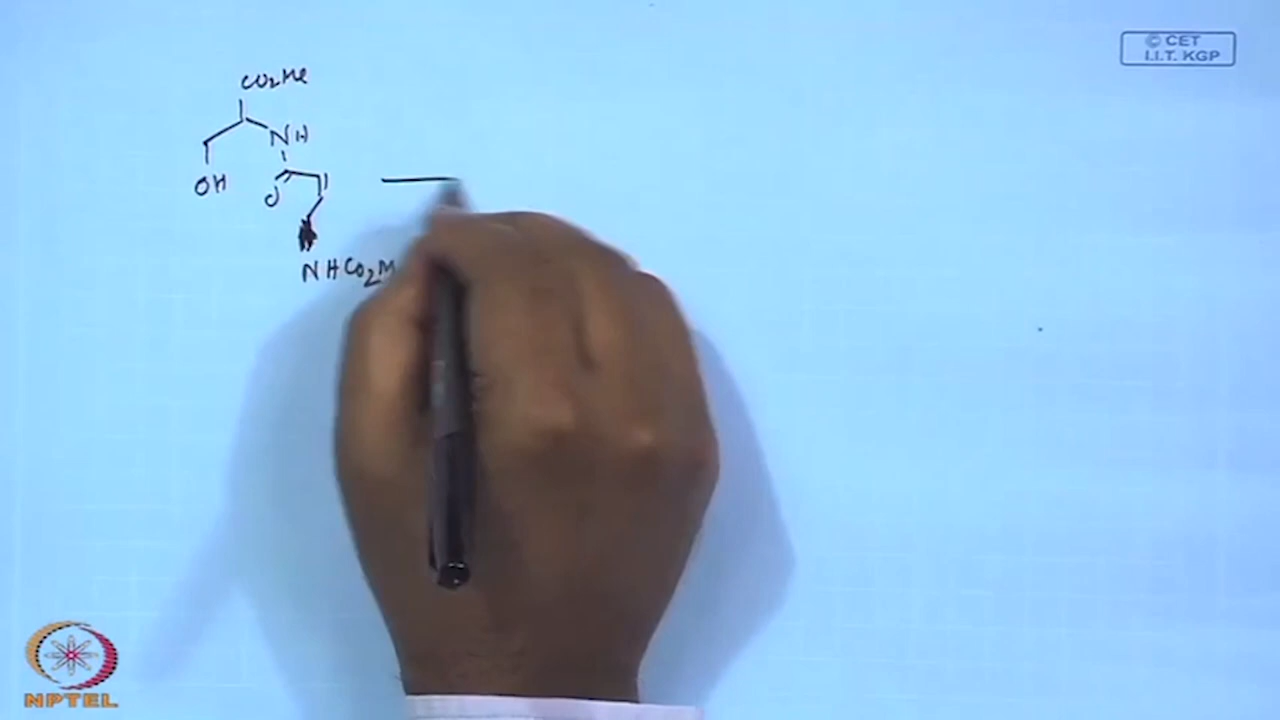 © CET
I.I.T. KGP
CO2Me
NH
OH
O
NHCO2M
NPTEL